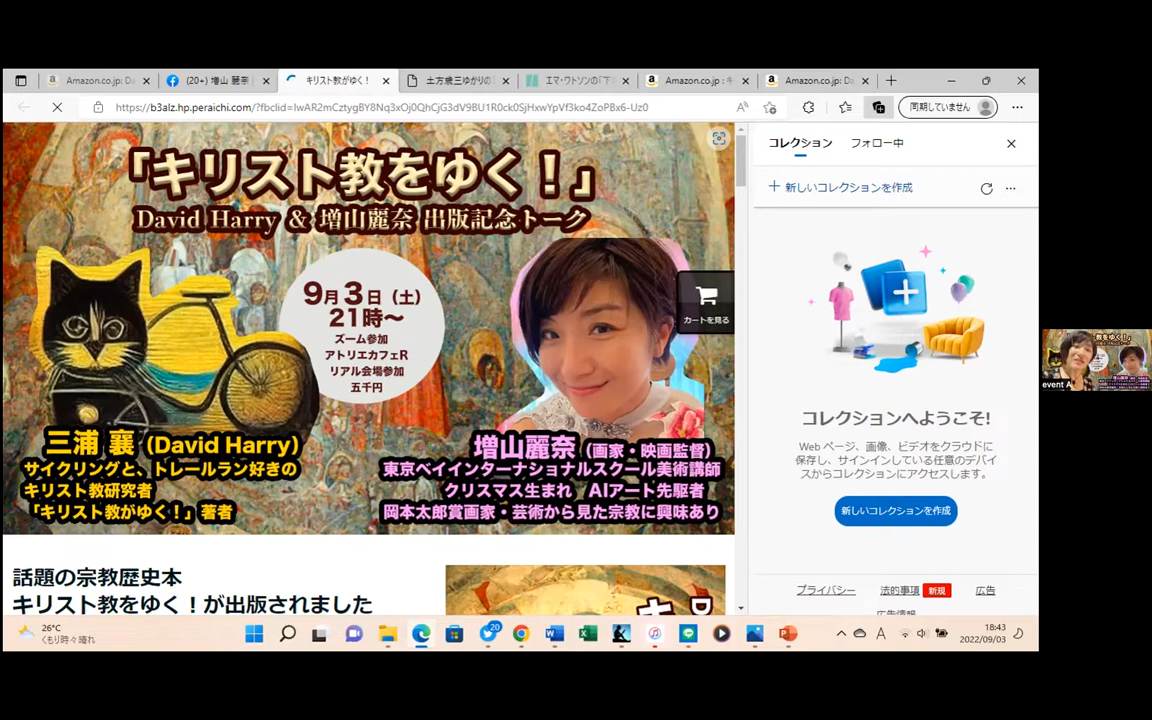 Amazon.co.jp: Da
(20+) 増山 麗奈
キリスト教がゆく!
土方歳三ゆかりの
エマ・ワトソンの「下
Amazon.co.jp : キ
Amazon.co.jp: Da
https://b3alz.hp.peraichi.com/?fbclid=IwAR2mCztygBY8Nq3xOj0QhCjG3dV9BU1R0ck0SjHxwYpVf3ko4ZoPBx6-Uz0
同期していません
「キリスト教をゆく！」
David Harry & 増山麗奈 出版記念トーク
9月3日（土）
21時〜
ズーム参加
アトリエカフェR
リアル会場参加
五千円
カートを見る
三浦 襄（David Harry）
サイクリングと、トレールラン好きの
キリスト教研究者
「キリスト教がゆく！」著者
増山麗奈（画家・映画監督）
東京ベイインターナショナルスクール美術講師
クリスマス生まれ　AIアート先駆者
岡本太郎賞画家・芸術から見た宗教に興味あり
話題の宗教歴史本
キリスト教をゆく！が出版されました
コレクション
フォロー中
新しいコレクションを作成
コレクションへようこそ!
Web ページ、画像、ビデオをクラウドに
保存し、サインインしている任意のデバイ
スからコレクションにアクセスします。
新しいコレクションを作成
プライバシー
法的事項
新規
広告
広告情報
event A
26°C
くもり時々晴れ
20
A
18:43
2022/09/03